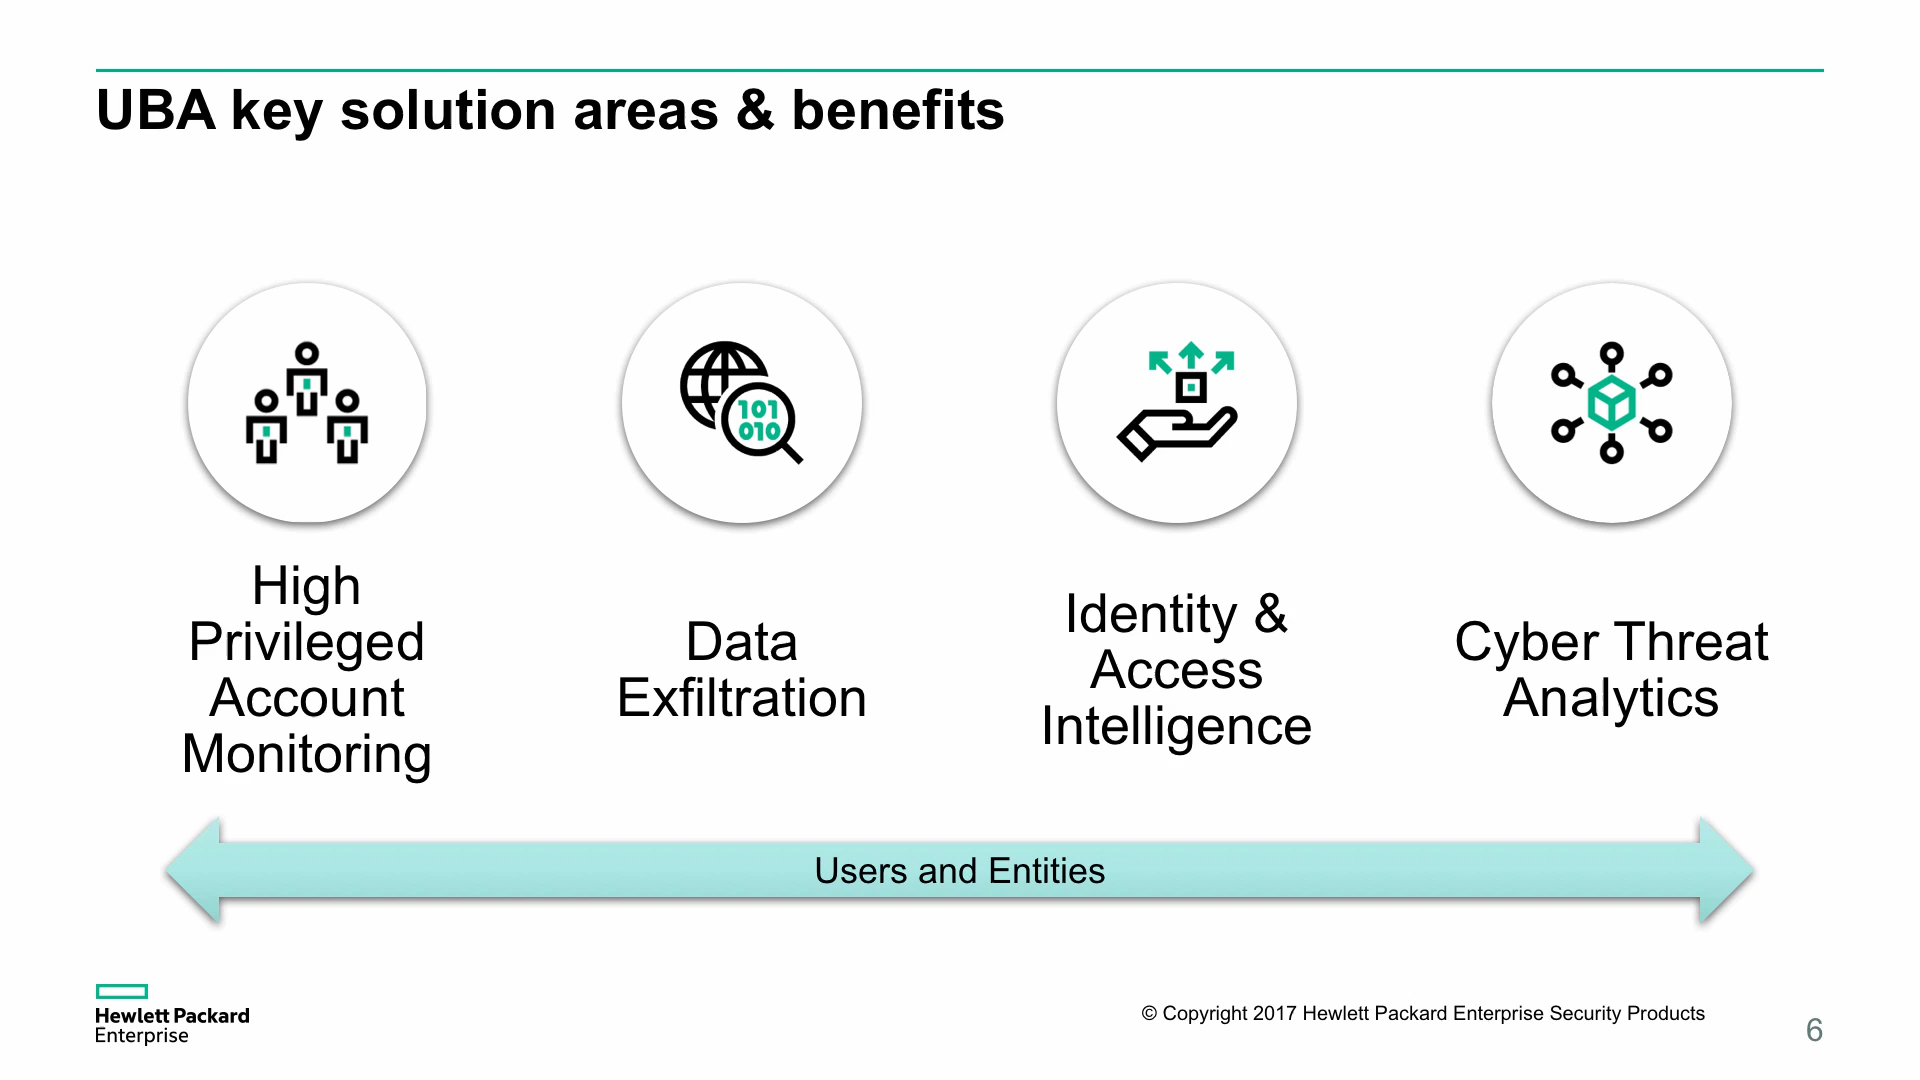 UBA key solution areas & benefits
101
010
High
Privileged
Account
Monitoring
Data
Exfiltration
Identity &
Access
Intelligence
Cyber Threat
Analytics
Users and Entities
Hewlett Packard
Enterprise
© Copyright 2017 Hewlett Packard Enterprise Security Products
6